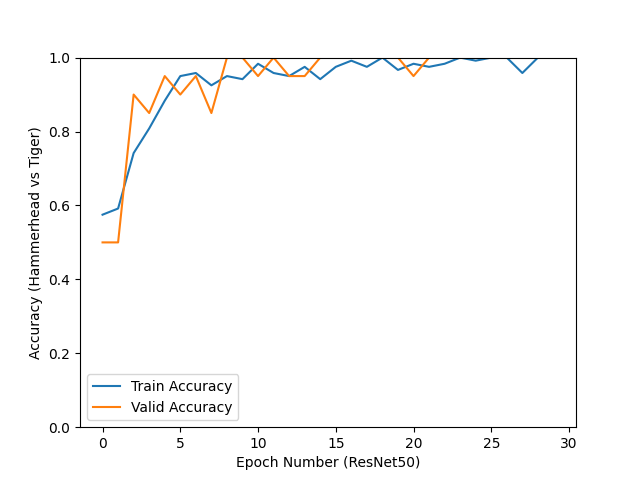 1.0
0.8
0.6
0.4
0.2
0.0
Accuracy (Hammerhead vs Tiger)
Train Accuracy
Valid Accuracy
0 5 10 15 20 25 30
Epoch Number (ResNet50)